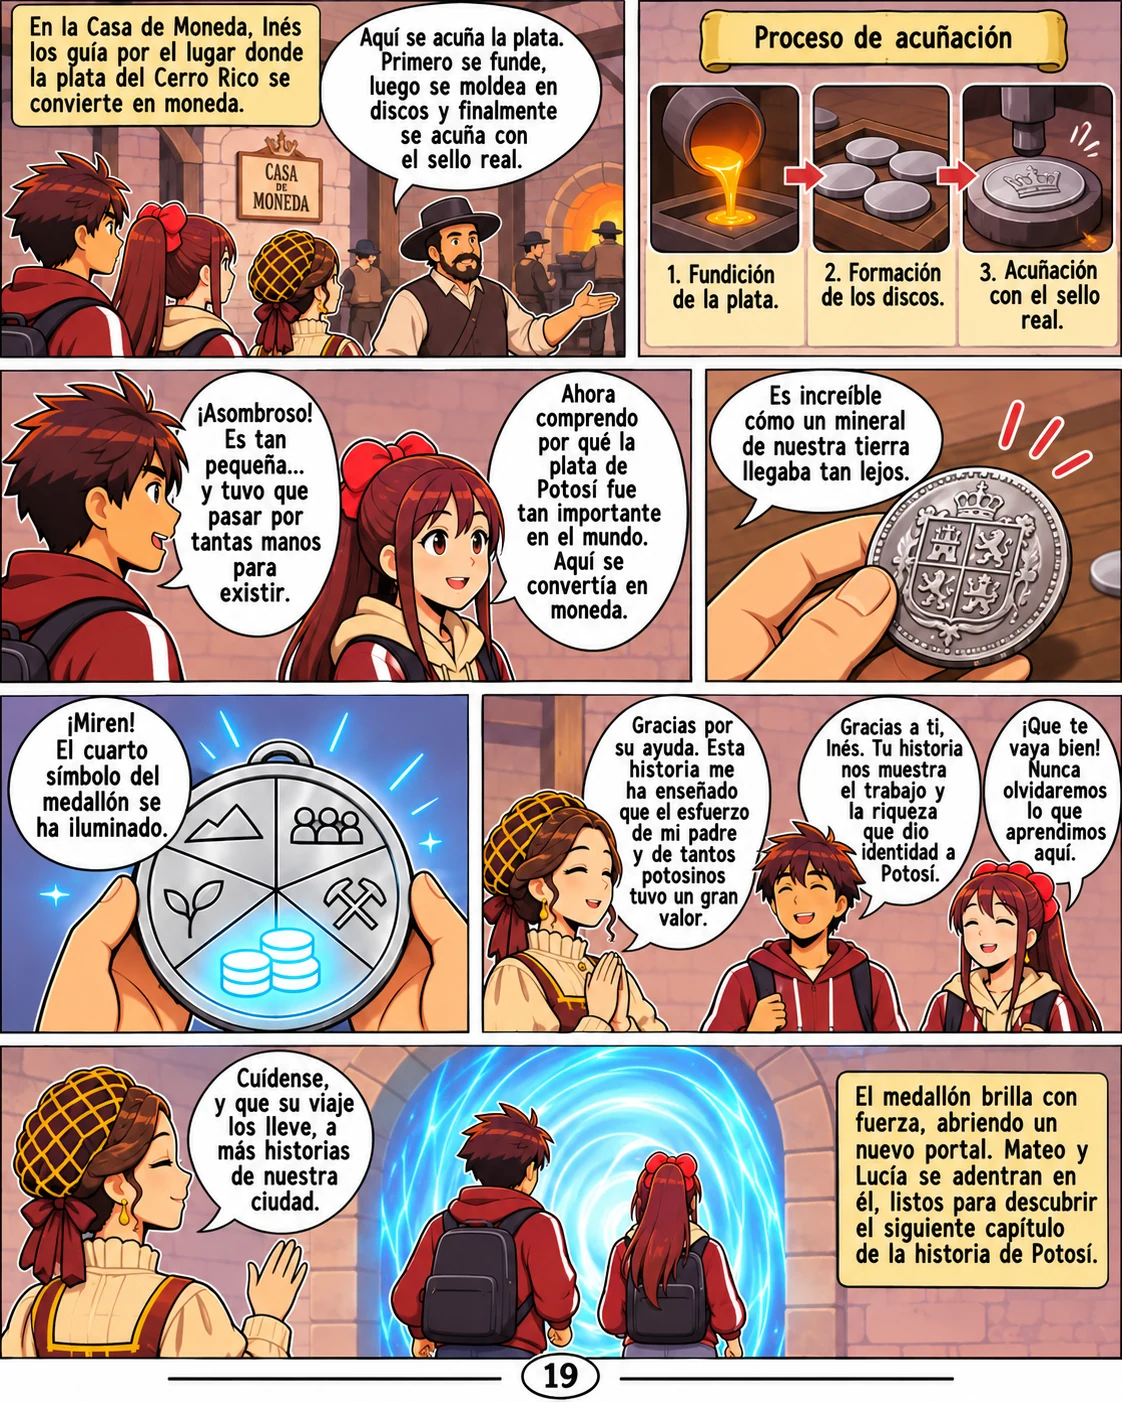 En la Casa de Moneda, Inés
los guía por el lugar donde
la plata del Cerro Rico se
convierte en moneda.
Aquí se acuña la plata.
Primero se funde,
luego se moldea en
discos y finalmente
se acuña con
el sello real.
CASA
DE
MONEDA
Proceso de acuñación
1. Fundición
de la plata.
2. Formación
de los discos.
3. Acuñación
con el sello
real.
¡Asombroso!
Es tan
pequeña...
y tuvo que
pasar por
tantas manos
para
existir.
Ahora
comprendo
por qué la
plata de
Potosí fue
tan importante
en el mundo.
Aquí se
convertía en
moneda.
Es increíble
cómo un mineral
de nuestra tierra
llegaba tan lejos.
¡Miren!
El cuarto
símbolo del
medallón se
ha iluminado.
Gracias por
su ayuda. Esta
historia me
ha enseñado
que el esfuerzo
de mi padre
y de tantos
potosinos
tuvo un gran
valor.
Gracias a ti,
Inés. Tu historia
nos muestra
el trabajo y
la riqueza
que dio
identidad a
Potosí.
¡Que te
vaya bien!
Nunca
olvidaremos
lo que
aprendimos
aquí.
Cuídense,
y que su viaje
los lleve, a
más historias
de nuestra
ciudad.
El medallón brilla con
fuerza, abriendo un
nuevo portal. Mateo y
Lucía se adentran en
él, listos para descubrir
el siguiente capítulo
de la historia de Potosí.
19